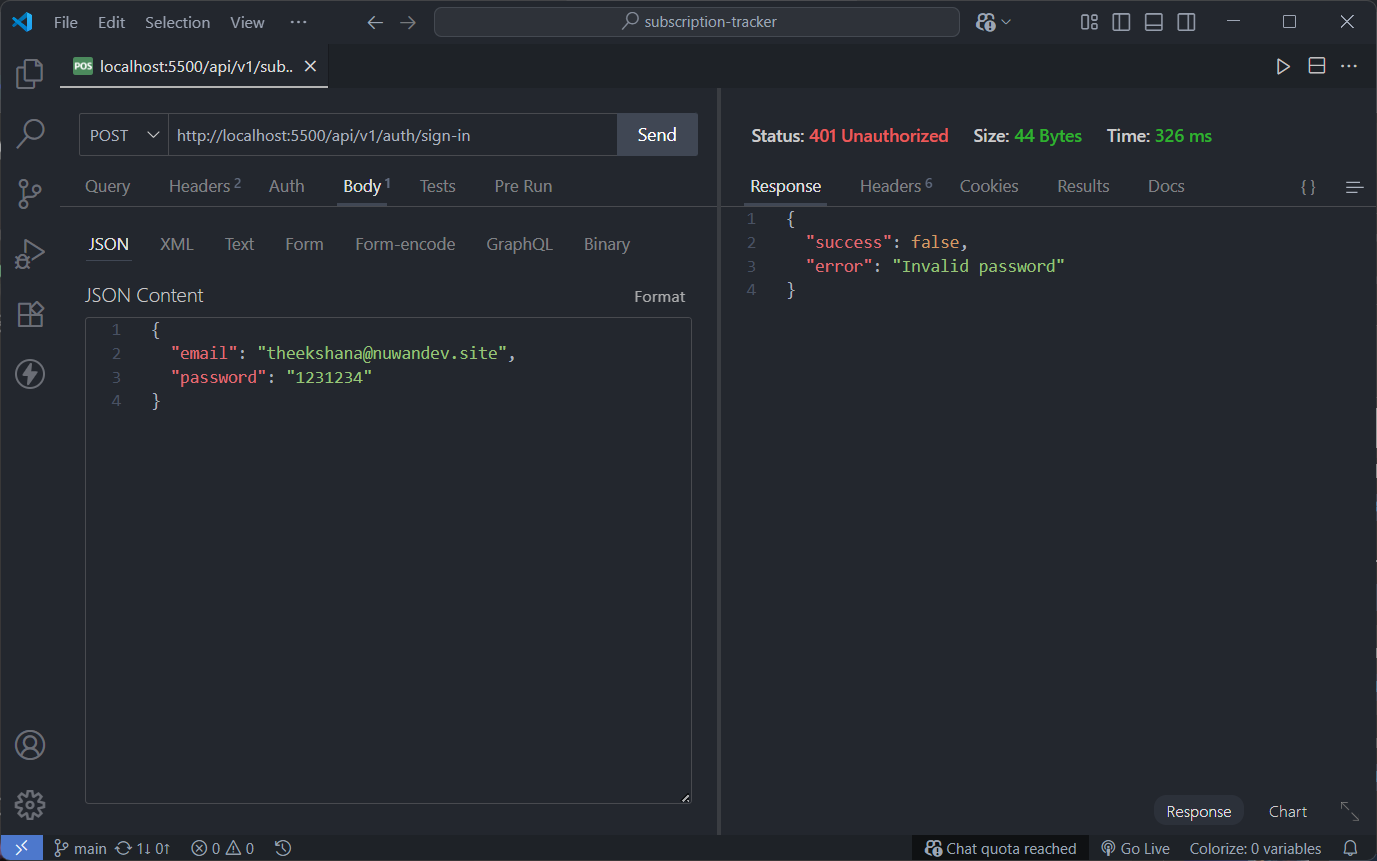 File Edit Selection View ··· subscription-tracker
POS localhost:5500/api/v1/sub..
POST http://localhost:5500/api/v1/auth/sign-in Send
Status: 401 Unauthorized Size: 44 Bytes Time: 326 ms
Query Headers 2 Auth Body 1 Tests Pre Run
Response Headers 6 Cookies Results Docs { }
JSON XML Text Form Form-encode GraphQL Binary
JSON Content Format
1 {
2 "email": "theekshana@nuwandev.site",
3 "password": "1231234"
4 }
1 {
2 "success": false,
3 "error": "Invalid password"
4 }
Response Chart
main 1↓ 0↑ 0 0 Chat quota reached Go Live Colorize: 0 variables